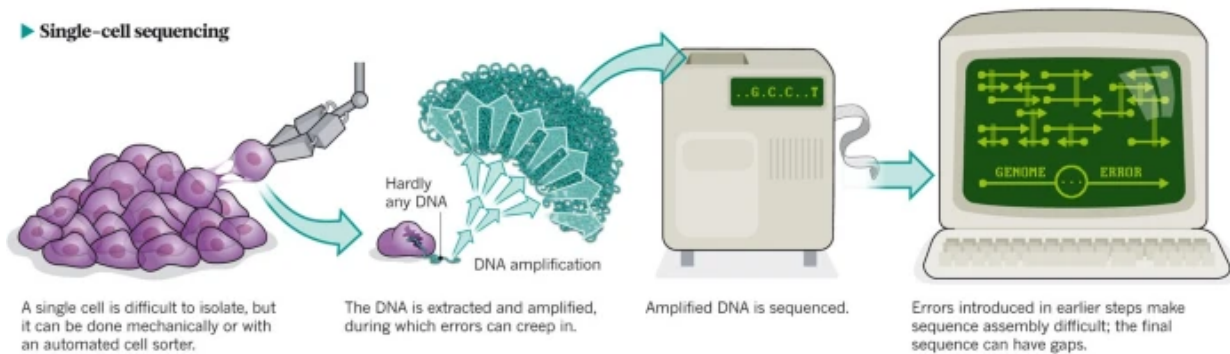 Single-cell sequencing
Hardly
any DNA
DNA amplification
..G.C.C..T
GENOME ... ERROR
A single cell is difficult to isolate, but
it can be done mechanically or with
an automated cell sorter.
The DNA is extracted and amplified,
during which errors can creep in.
Amplified DNA is sequenced.
Errors introduced in earlier steps make
sequence assembly difficult; the final
sequence can have gaps.